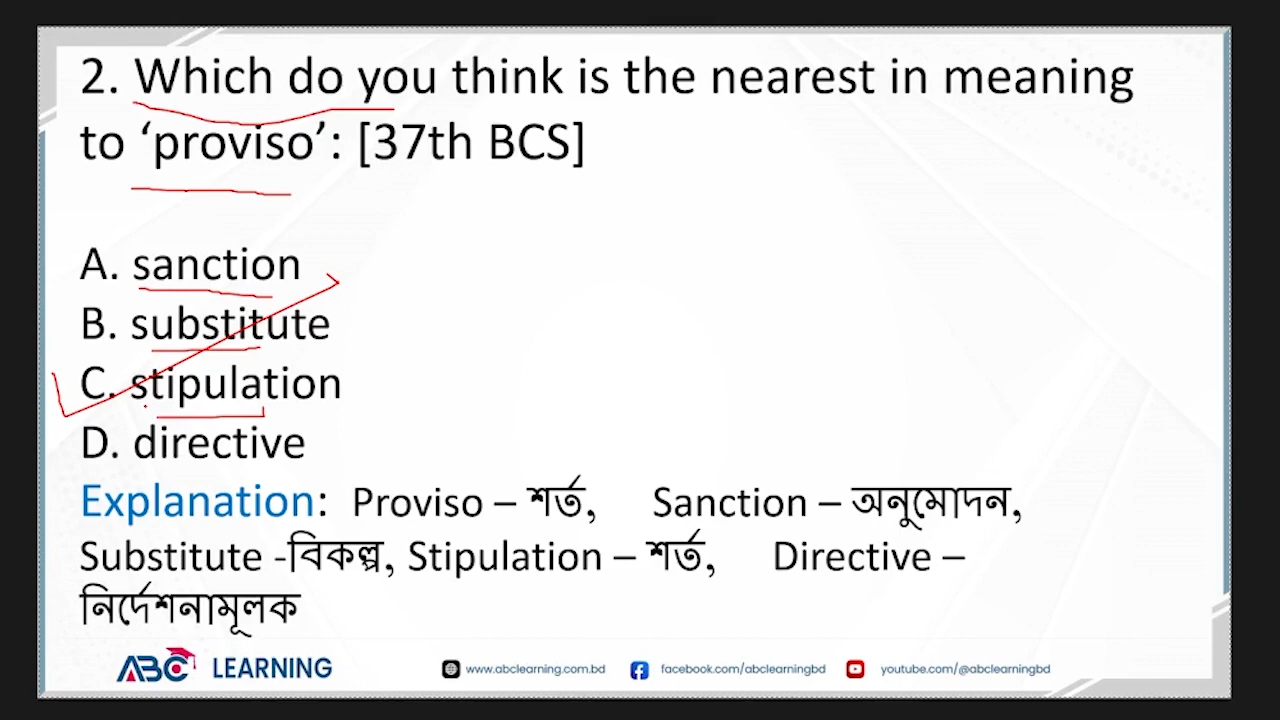 2. Which do you think is the nearest in meaning
to ‘proviso’: [37th BCS]
A. sanction
B. substitute
C. stipulation
D. directive
Explanation: Proviso – শর্ত, Sanction – অনুমোদন,
Substitute -বিকল্প, Stipulation – শর্ত, Directive –
নির্দেশনামূলক
ABC LEARNING www.abclearning.com.bd facebook.com/abclearningbd youtube.com/@abclearningbd